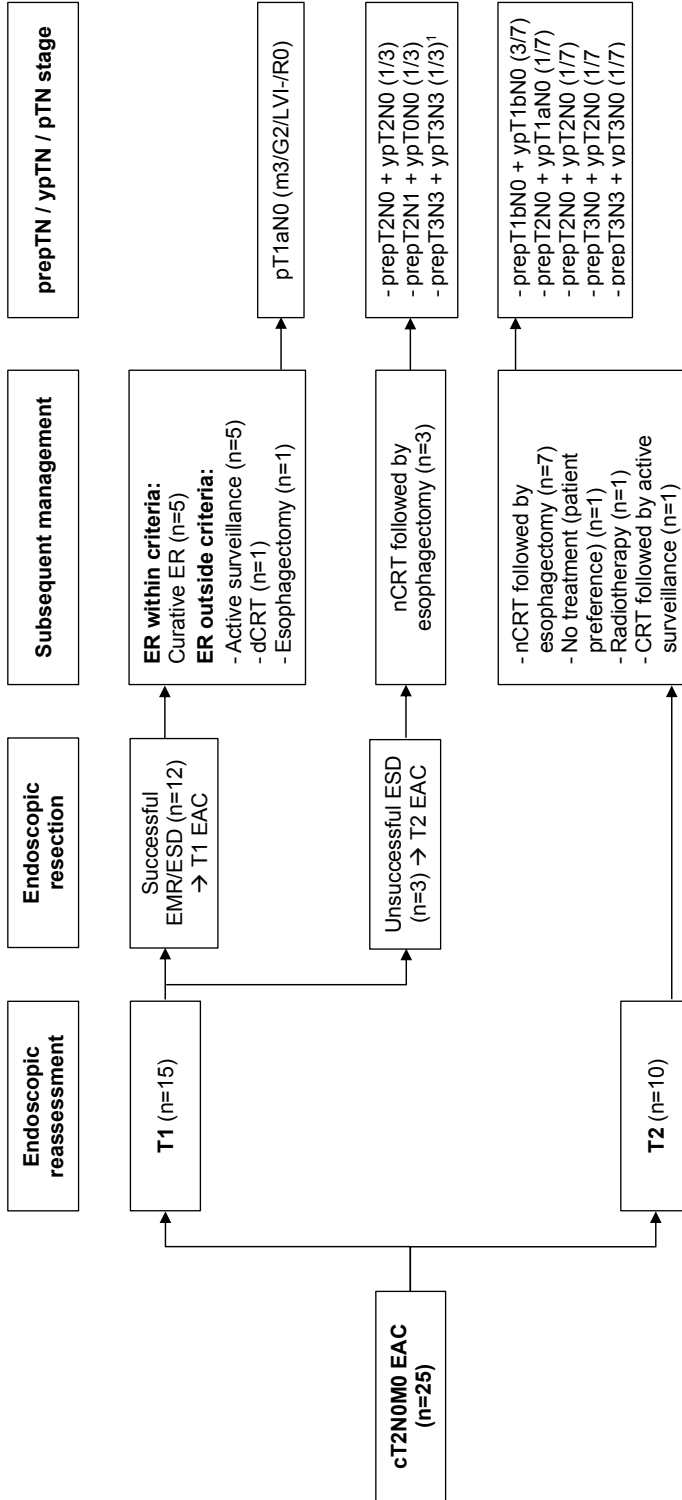 Endoscopic
reassessment
Endoscopic
resection
Subsequent management
prepTN / ypTN / pTN stage
cT2N0M0 EAC
(n=25)
T1 (n=15)
T2 (n=10)
Successful
EMR/ESD (n=12)
→ T1 EAC
Unsuccessful ESD
(n=3) → T2 EAC
ER within criteria:
Curative ER (n=5)
ER outside criteria:
- Active surveillance (n=5)
- dCRT (n=1)
- Esophagectomy (n=1)
nCRT followed by
esophagectomy (n=3)
- nCRT followed by
esophagectomy (n=7)
- No treatment (patient
preference) (n=1)
- Radiotherapy (n=1)
- CRT followed by active
surveillance (n=1)
pT1aN0 (m3/G2/LVI-/R0)
- prepT2N0 + ypT2N0 (1/3)
- prepT2N1 + ypT0N0 (1/3)
- prepT3N3 + ypT3N3 (1/3)¹
- prepT1bN0 + ypT1bN0 (3/7)
- prepT2N0 + ypT1aN0 (1/7)
- prepT2N0 + ypT2N0 (1/7)
- prepT3N0 + ypT2N0 (1/7
- prepT3N3 + ypT3N0 (1/7)